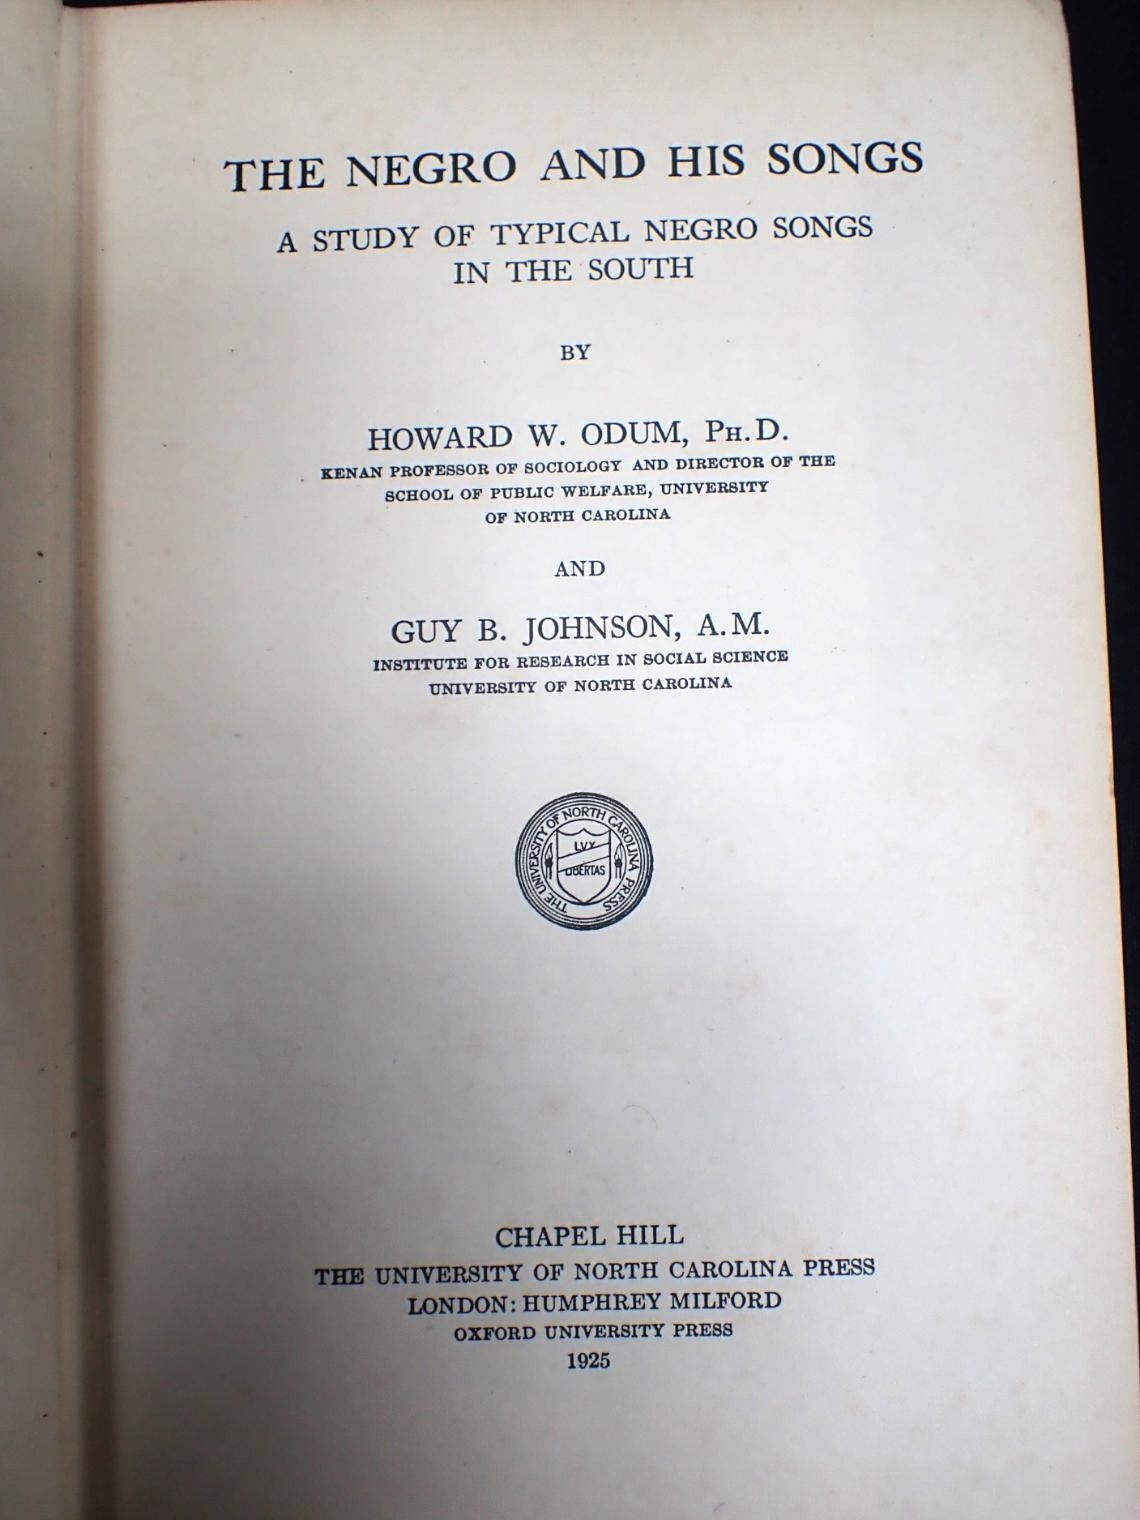 THE NEGRO AND HIS SONGS
A STUDY OF TYPICAL NEGRO SONGS
IN THE SOUTH
BY
HOWARD W. ODUM, PH.D.
KENAN PROFESSOR OF SOCIOLOGY AND DIRECTOR OF THE
SCHOOL OF PUBLIC WELFARE, UNIVERSITY
OF NORTH CAROLINA
AND
GUY B. JOHNSON, A.M.
INSTITUTE FOR RESEARCH IN SOCIAL SCIENCE
UNIVERSITY OF NORTH CAROLINA
THE UNIVERSITY OF NORTH CAROLINA PRESS
LVX
LIBERTAS
CHAPEL HILL
THE UNIVERSITY OF NORTH CAROLINA PRESS
LONDON: HUMPHREY MILFORD
OXFORD UNIVERSITY PRESS
1925